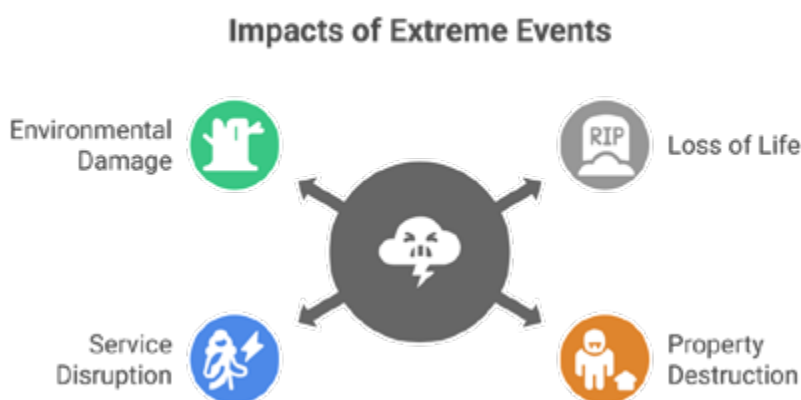 Impacts of Extreme Events
Environmental
Damage
RIP
Loss of Life
Service
Disruption
Property
Destruction